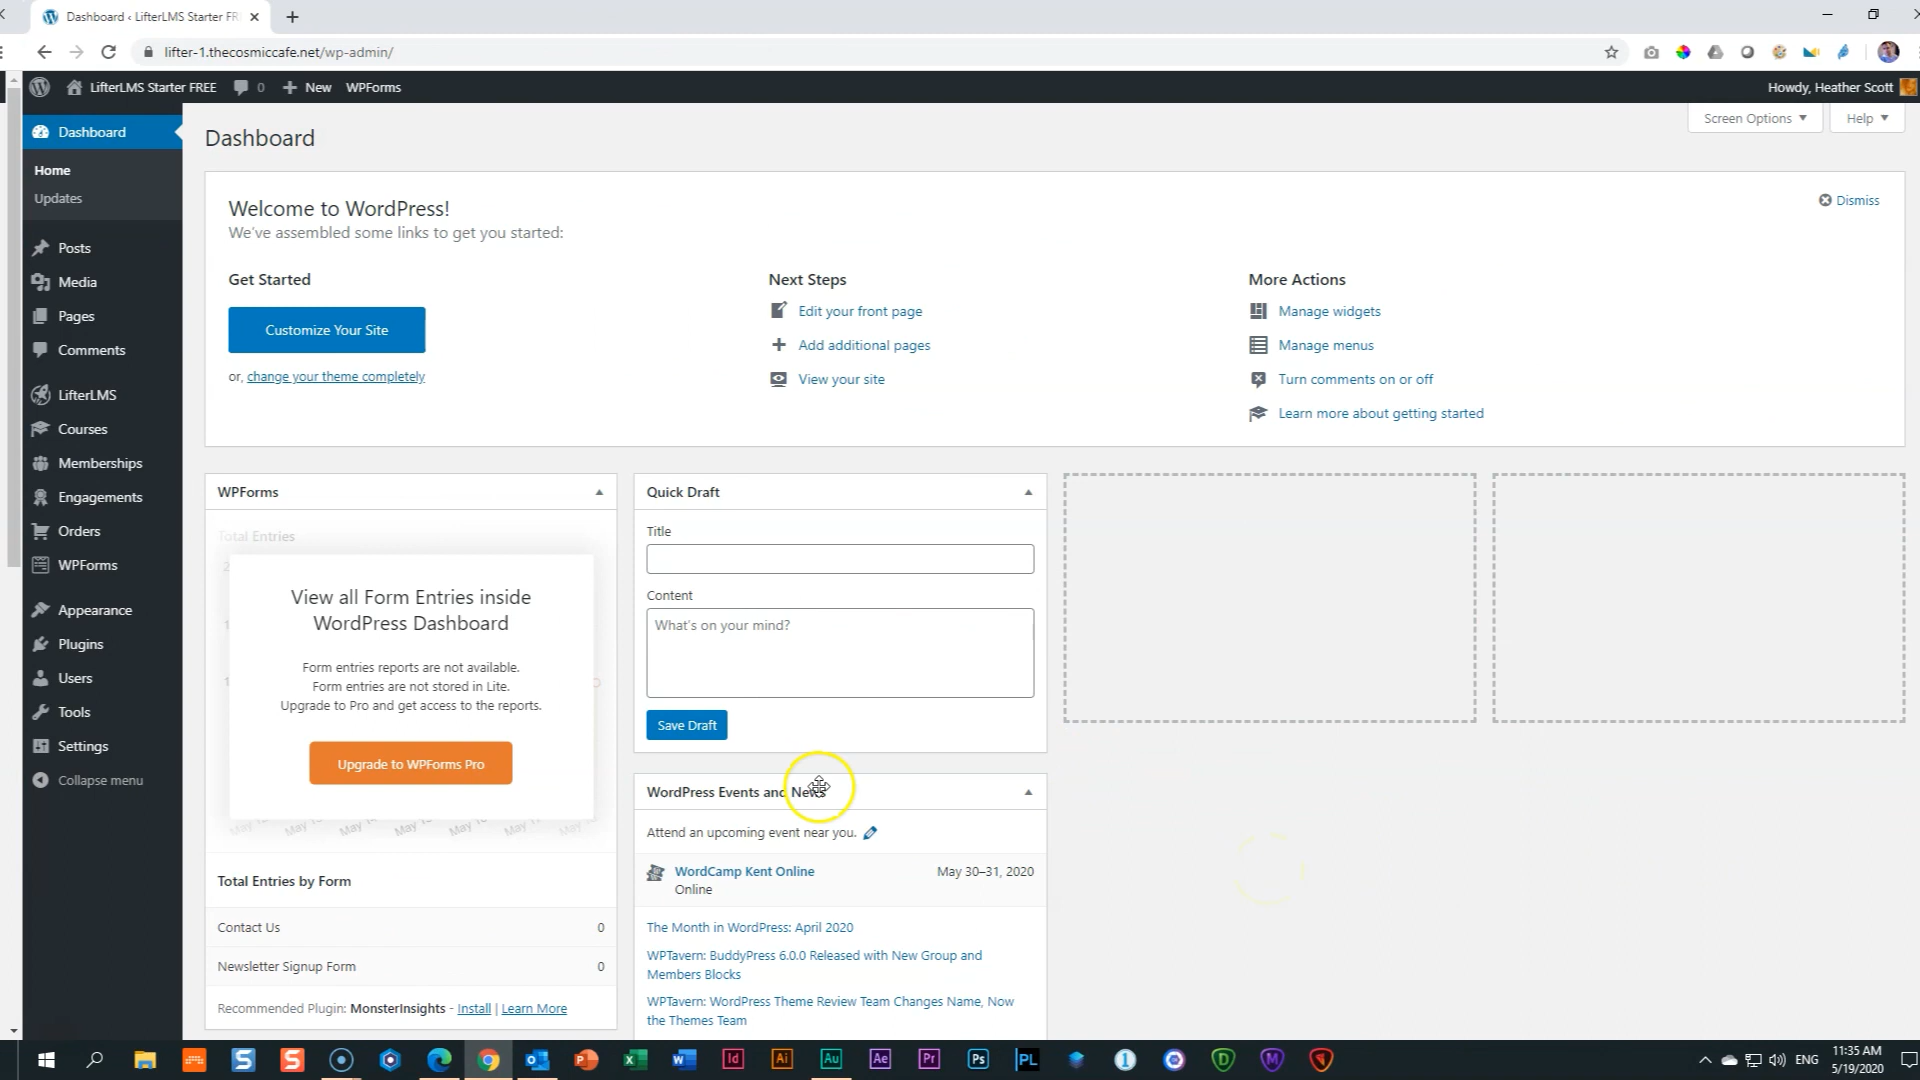 Dashboard ‹ LifterLMS Starter FR
lifter-1.thecosmiccafe.net/wp-admin/
LifterLMS Starter FREE
0
New
WPForms
Howdy, Heather Scott
Dashboard
Home
Updates
Posts
Media
Pages
Comments
LifterLMS
Courses
Memberships
Engagements
Orders
WPForms
Appearance
Plugins
Users
Tools
Settings
Collapse menu
Dashboard
Screen Options
Help
Welcome to WordPress!
We've assembled some links to get you started:
Dismiss
Get Started
Customize Your Site
or, change your theme completely
Next Steps
Edit your front page
Add additional pages
View your site
More Actions
Manage widgets
Manage menus
Turn comments on or off
Learn more about getting started
WPForms
Total Entries
View all Form Entries inside
WordPress Dashboard
Form entries reports are not available.
Form entries are not stored in Lite.
Upgrade to Pro and get access to the reports.
Upgrade to WPForms Pro
Total Entries by Form
Contact Us 0
Newsletter Signup Form 0
Recommended Plugin: MonsterInsights - Install | Learn More
Quick Draft
Title
Content
What's on your mind?
Save Draft
WordPress Events and News
Attend an upcoming event near you.
WordCamp Kent Online May 30–31, 2020
Online
The Month in WordPress: April 2020
WPTavern: BuddyPress 6.0.0 Released with New Group and
Members Blocks
WPTavern: WordPress Theme Review Team Changes Name, Now
the Themes Team
ENG
11:35 AM
5/19/2020